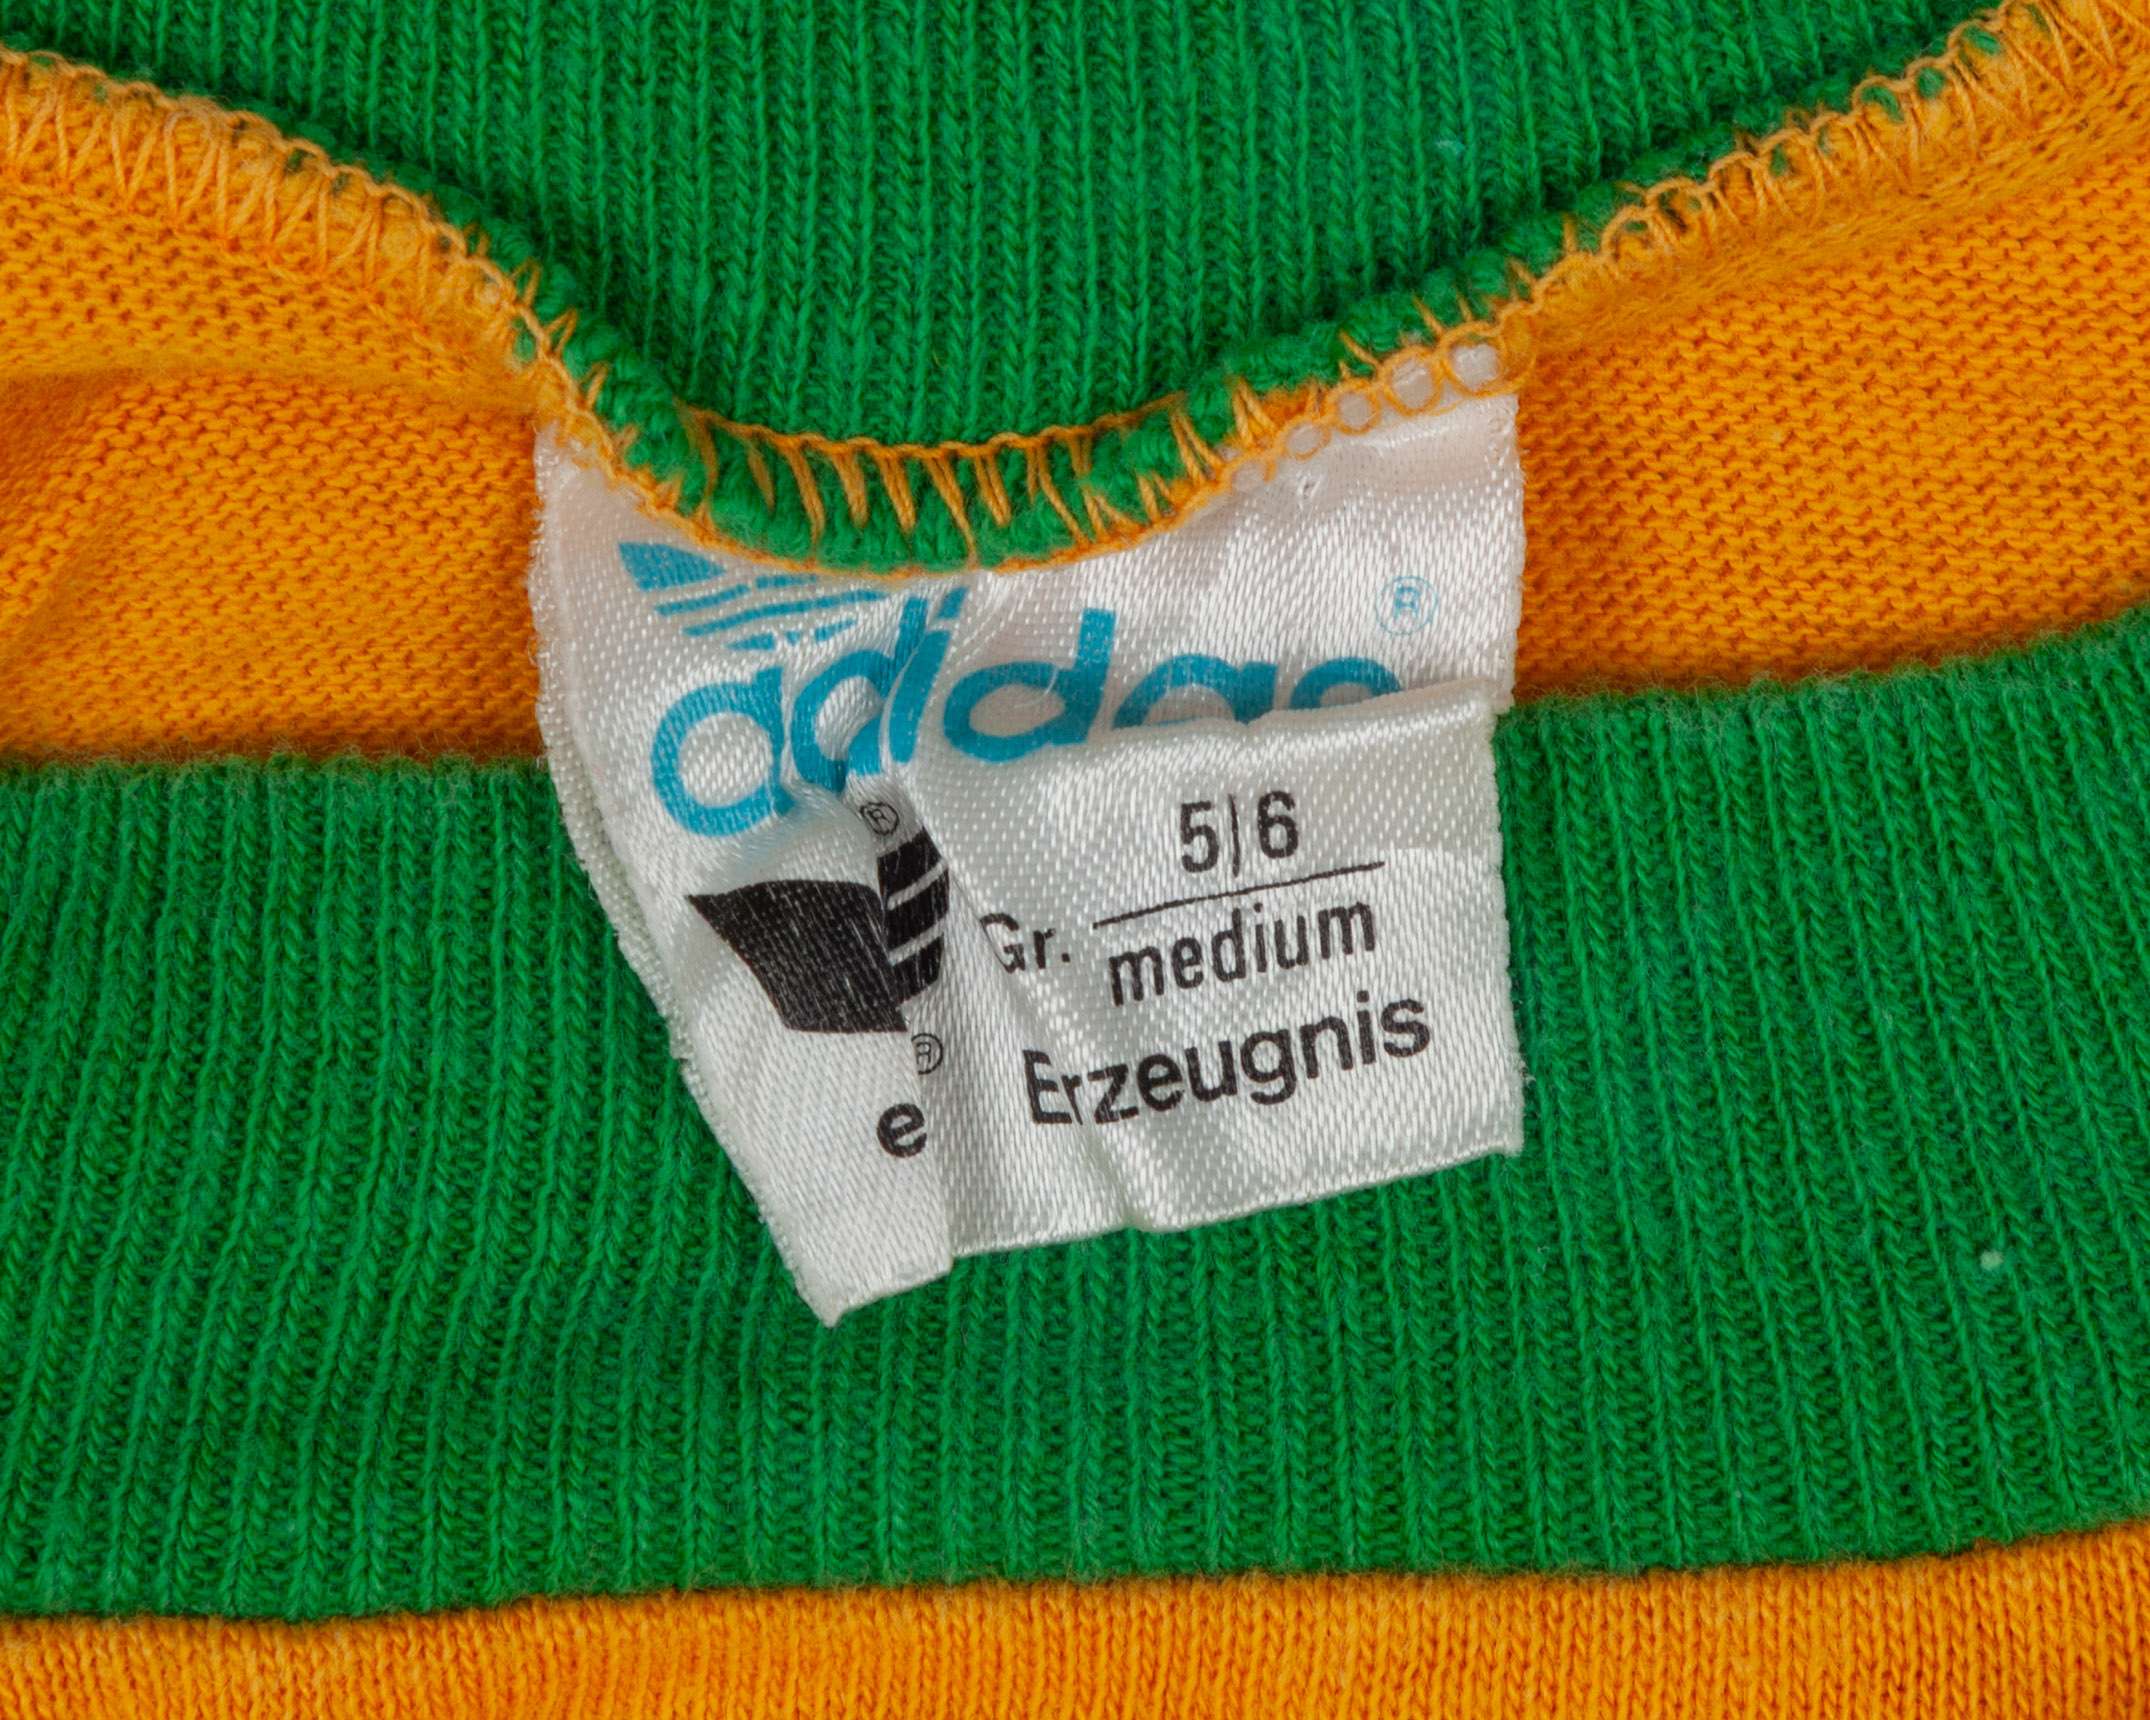 adidas ®
®
5/6
Gr. medium
®
e Erzeugnis